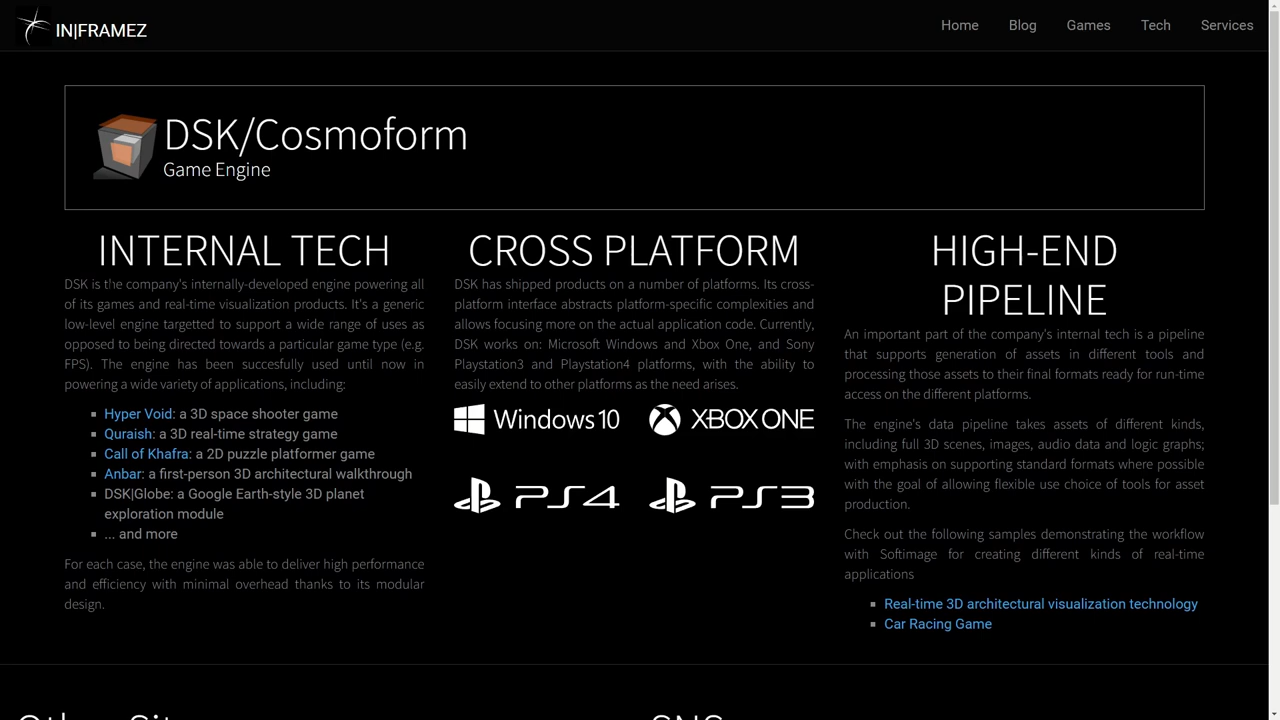 IN|FRAMEZ
Home Blog Games Tech Services
DSK/Cosmoform
Game Engine
INTERNAL TECH
DSK is the company's internally-developed engine powering all
of its games and real-time visualization products. It's a generic
low-level engine targetted to support a wide range of uses as
opposed to being directed towards a particular game type (e.g.
FPS). The engine has been succesfully used until now in
powering a wide variety of applications, including:
Hyper Void: a 3D space shooter game
Quraish: a 3D real-time strategy game
Call of Khafra: a 2D puzzle platformer game
Anbar: a first-person 3D architectural walkthrough
DSK|Globe: a Google Earth-style 3D planet
exploration module
... and more
For each case, the engine was able to deliver high performance
and efficiency with minimal overhead thanks to its modular
design.
CROSS PLATFORM
DSK has shipped products on a number of platforms. Its cross-
platform interface abstracts platform-specific complexities and
allows focusing more on the actual application code. Currently,
DSK works on: Microsoft Windows and Xbox One, and Sony
Playstation3 and Playstation4 platforms, with the ability to
easily extend to other platforms as the need arises.
Windows 10
XBOX ONE
PS4
PS3
HIGH-END
PIPELINE
An important part of the company's internal tech is a pipeline
that supports generation of assets in different tools and
processing those assets to their final formats ready for run-time
access on the different platforms.
The engine's data pipeline takes assets of different kinds,
including full 3D scenes, images, audio data and logic graphs;
with emphasis on supporting standard formats where possible
with the goal of allowing flexible use choice of tools for asset
production.
Check out the following samples demonstrating the workflow
with Softimage for creating different kinds of real-time
applications
Real-time 3D architectural visualization technology
Car Racing Game